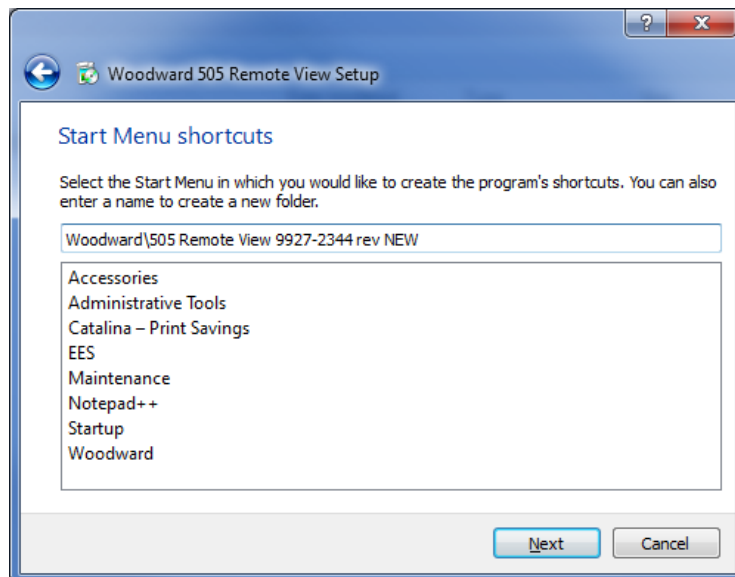 Woodward 505 Remote View Setup
Start Menu shortcuts
Select the Start Menu in which you would like to create the program's shortcuts. You can also
enter a name to create a new folder.
Woodward\505 Remote View 9927-2344 rev NEW
Accessories
Administrative Tools
Catalina – Print Savings
EES
Maintenance
Notepad++
Startup
Woodward
Next
Cancel